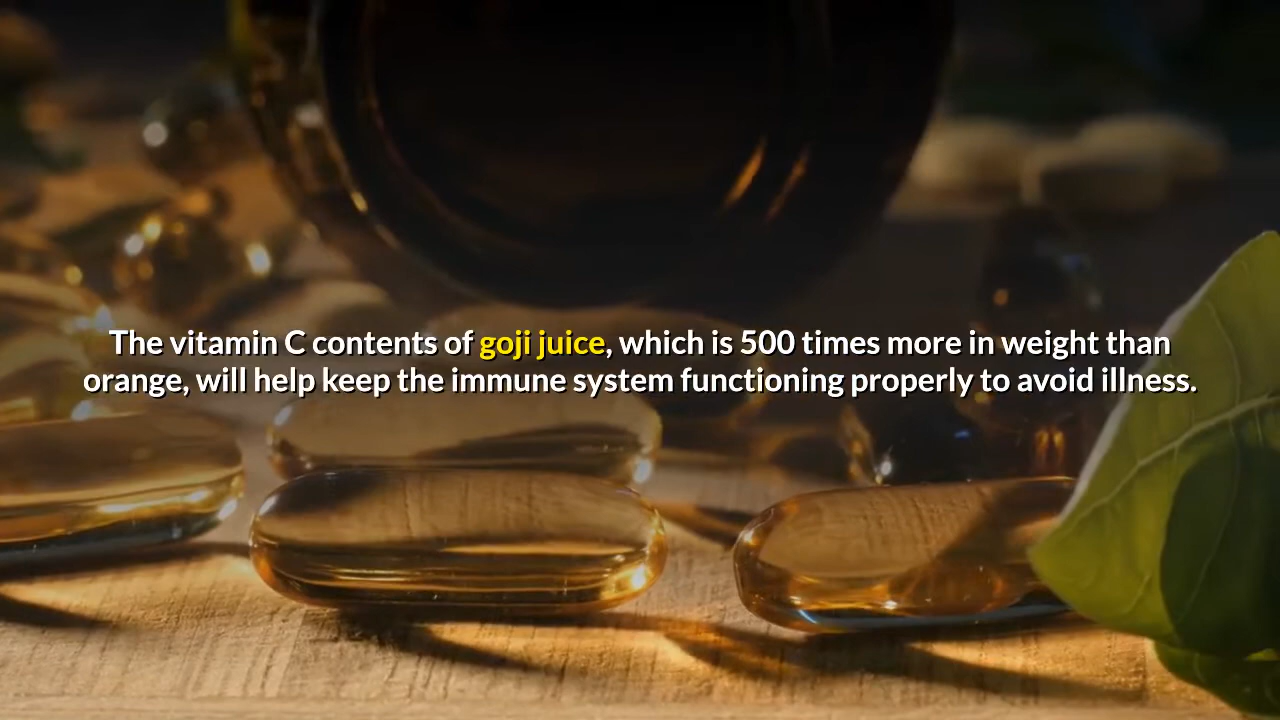 The vitamin C contents of goji juice, which is 500 times more in weight than
orange, will help keep the immune system functioning properly to avoid illness.